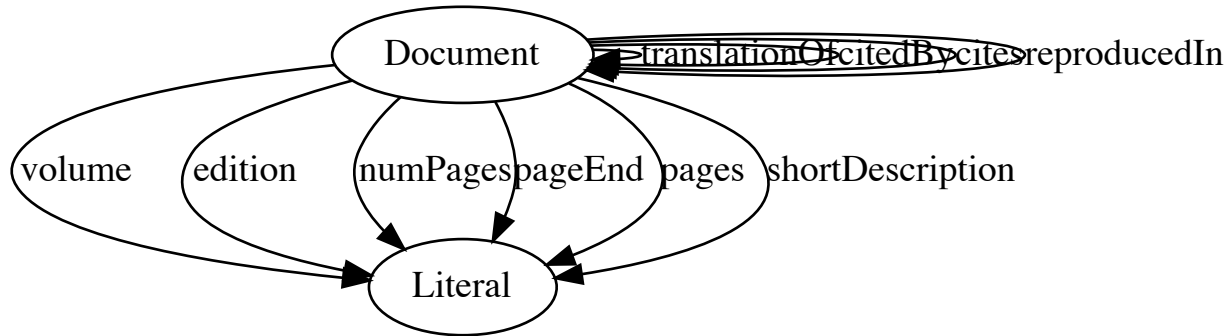 Document
translationOf
citedBy
cites
reproducedIn
volume
edition
numPages
pageEnd
pages
shortDescription
Literal